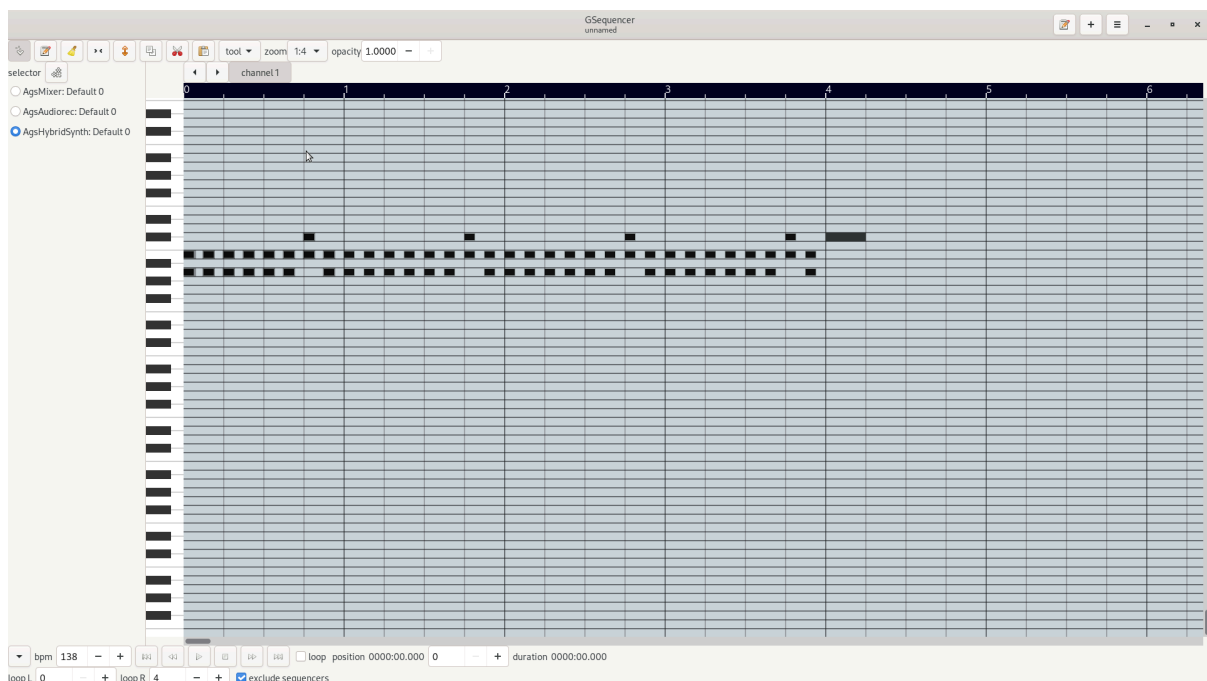 GSequencer
unnamed
tool zoom 1:4 opacity 1.0000 − +
selector channel 1
0 1 2 3 4 5 6
AgsMixer: Default 0
AgsAudiorec: Default 0
AgsHybridSynth: Default 0
bpm 138 − + loop position 0000:00.000 0 − + duration 0000:00.000
loop L 0 − + loop R 4 − + exclude sequencers